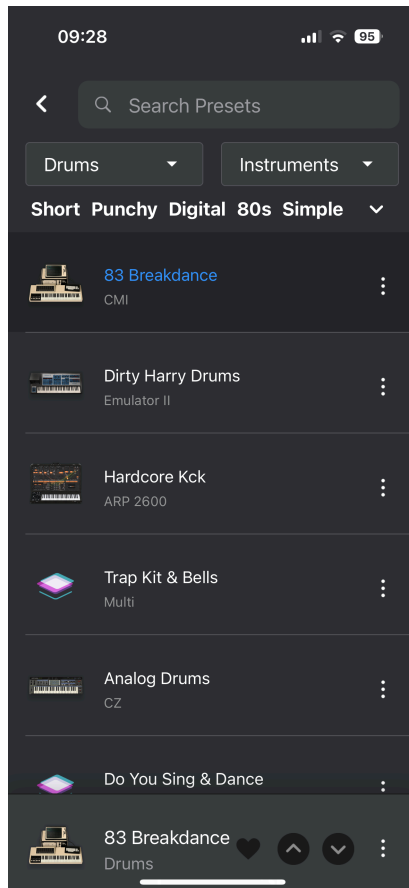 09:28
95
Search Presets
Drums
Instruments
Short Punchy Digital 80s Simple
83 Breakdance
CMI
Dirty Harry Drums
Emulator II
Hardcore Kck
ARP 2600
Trap Kit & Bells
Multi
Analog Drums
CZ
Do You Sing & Dance
83 Breakdance
Drums